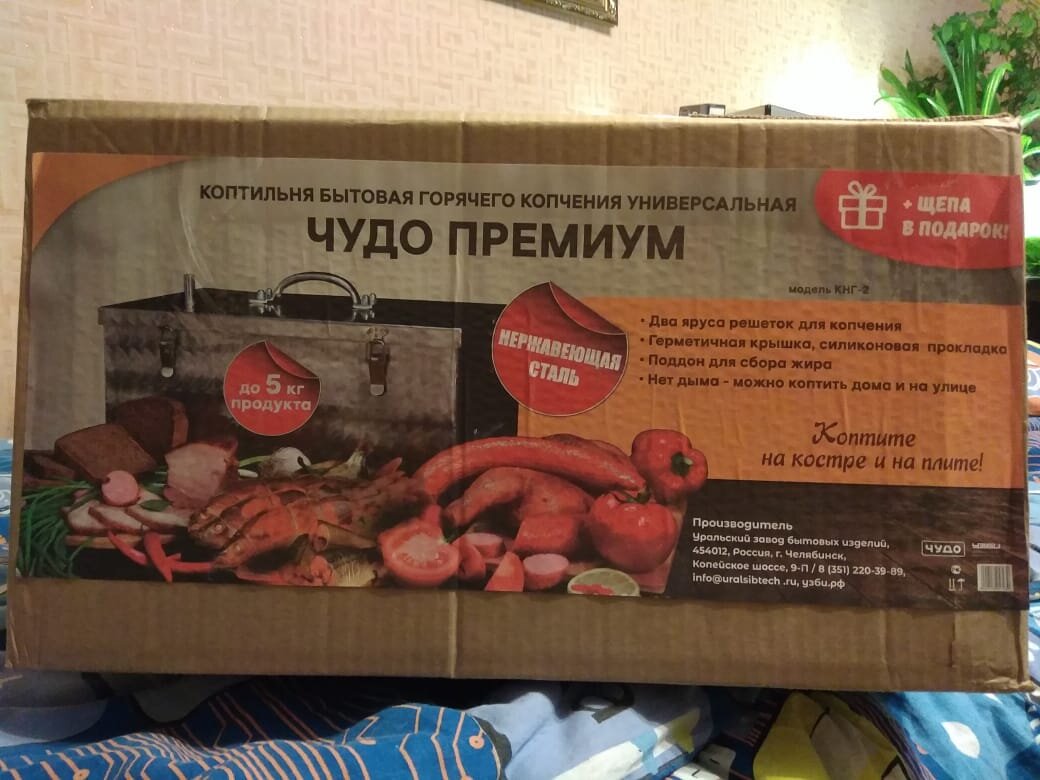 КОПТИЛЬНЯ БЫТОВАЯ ГОРЯЧЕГО КОПЧЕНИЯ УНИВЕРСАЛЬНАЯ
ЧУДО ПРЕМИУМ
+ ЩЕПА
В ПОДАРОК!
модель КНГ-2
НЕРЖАВЕЮЩАЯ
СТАЛЬ
• Два яруса решеток для копчения
• Герметичная крышка, силиконовая прокладка
• Поддон для сбора жира
• Нет дыма - можно коптить дома и на улице
до 5 кг
продукта
Коптите
на костре и на плите!
Производитель
Уральский завод бытовых изделий,
454012, Россия, г. Челябинск,
Копейское шоссе, 9-П / 8 (351) 220-39-89,
info@uralsibtech .ru, узби.рф
ЧУДО